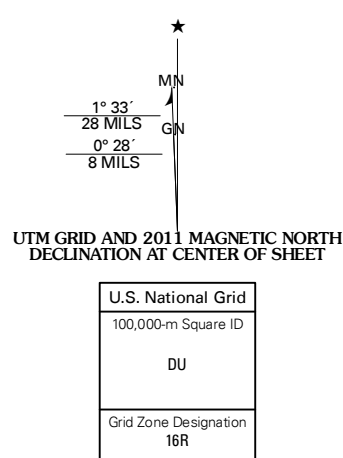 ★
MN
1° 33´
28 MILS
GN
0° 28´
8 MILS
UTM GRID AND 2011 MAGNETIC NORTH
DECLINATION AT CENTER OF SHEET
U.S. National Grid
100,000-m Square ID
DU
Grid Zone Designation
16R